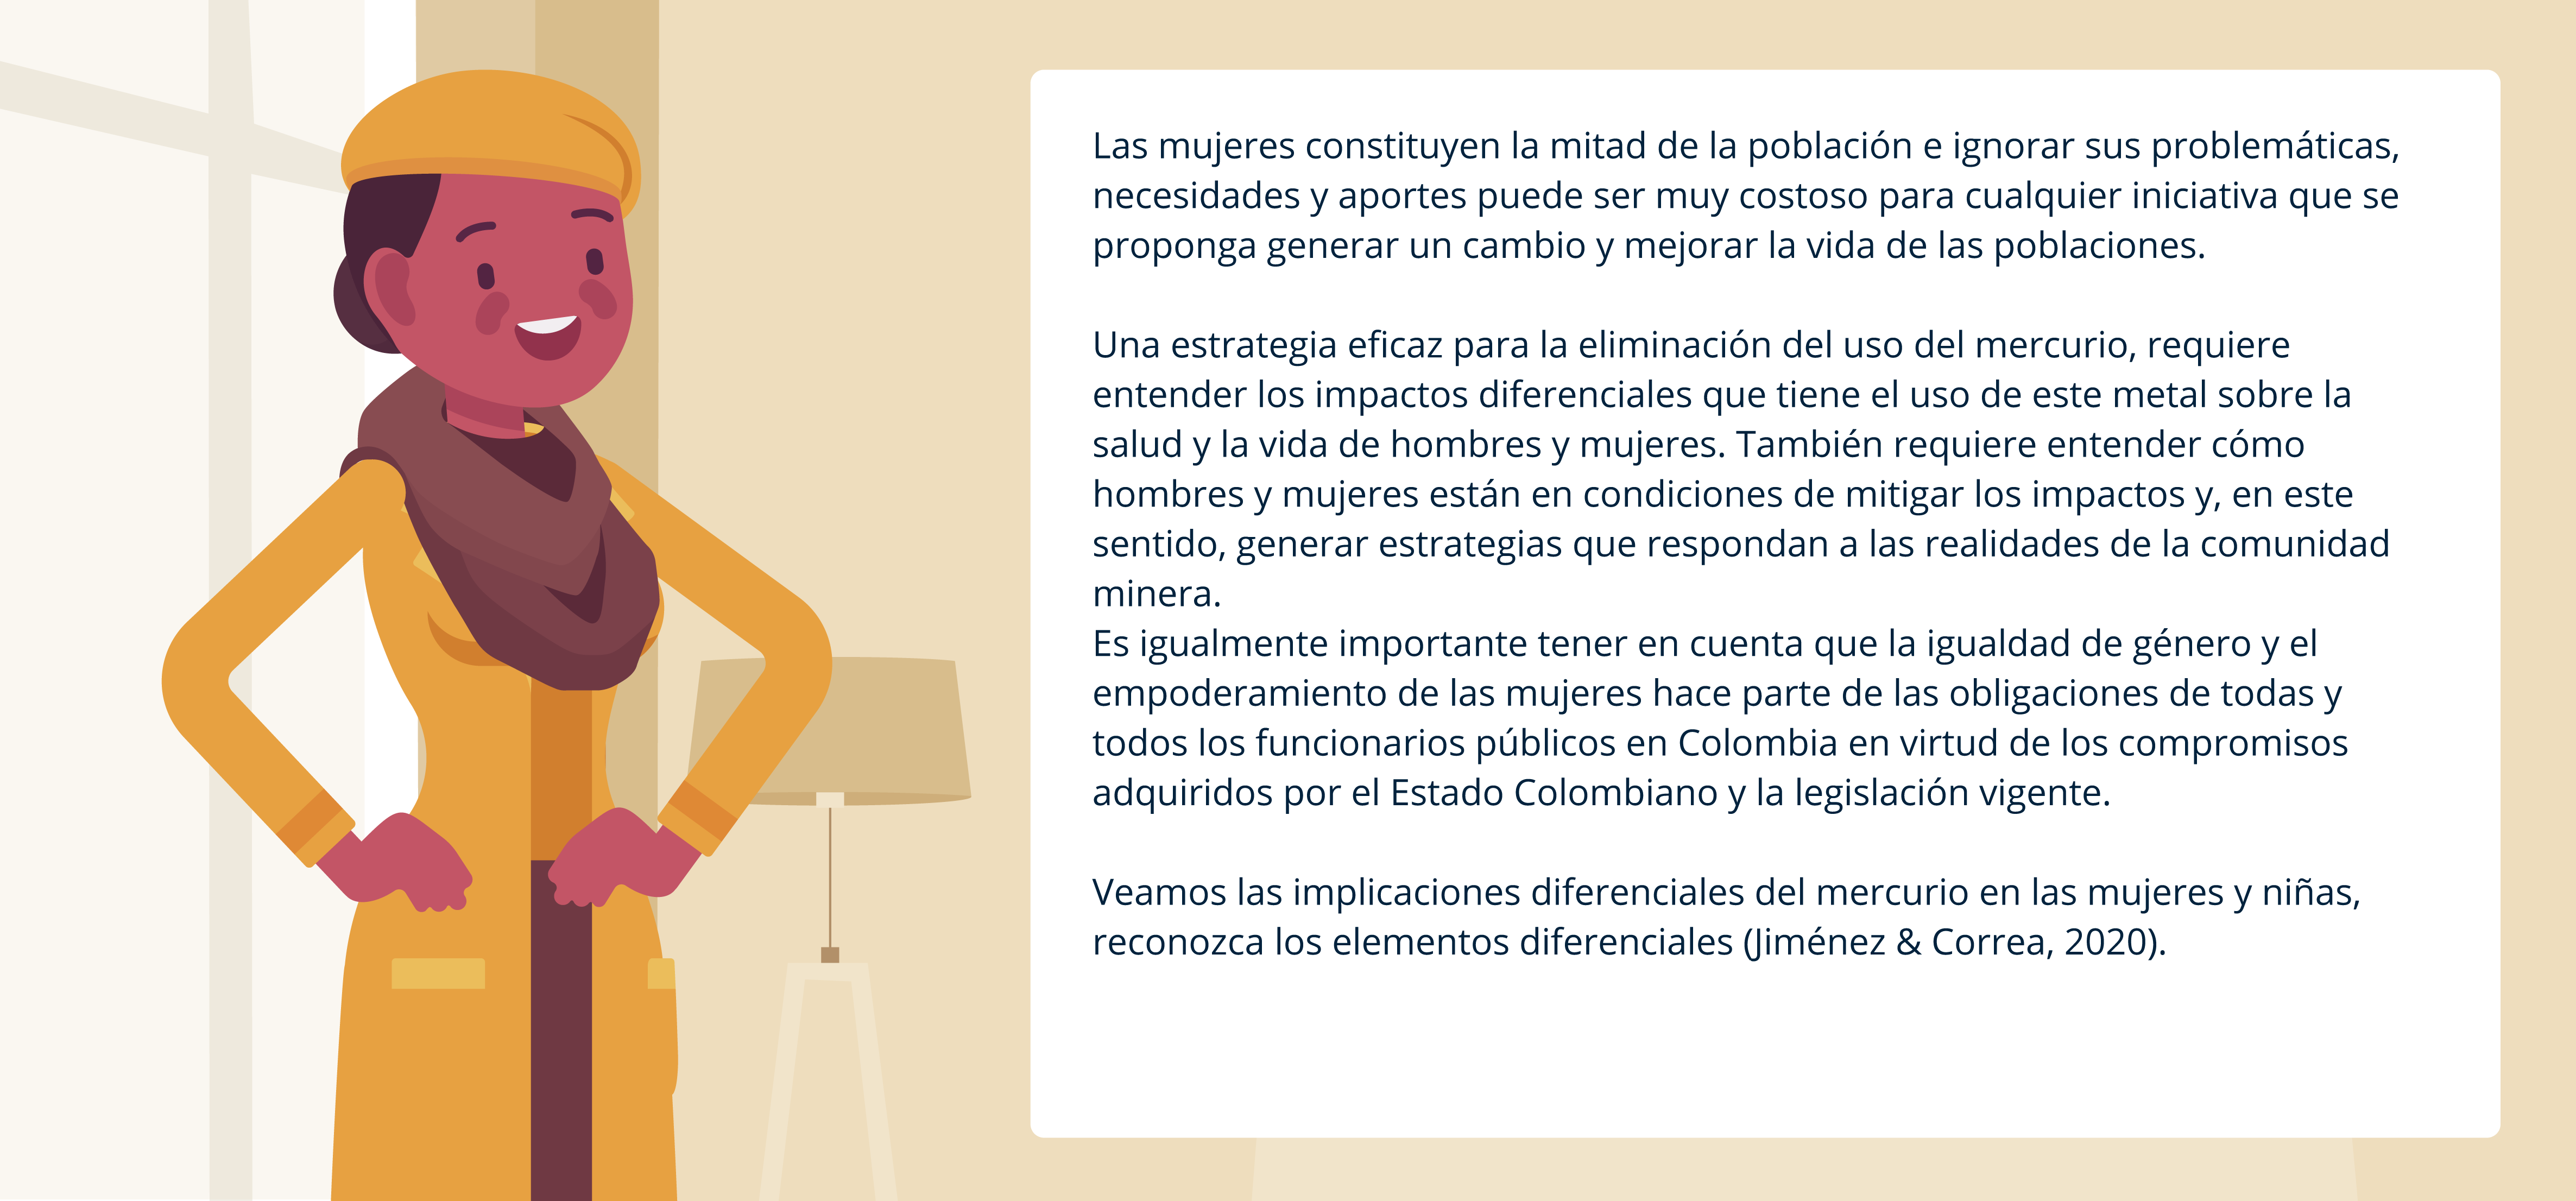 Las mujeres constituyen la mitad de la población e ignorar sus problemáticas,
necesidades y aportes puede ser muy costoso para cualquier iniciativa que se
proponga generar un cambio y mejorar la vida de las poblaciones.
Una estrategia eficaz para la eliminación del uso del mercurio, requiere
entender los impactos diferenciales que tiene el uso de este metal sobre la
salud y la vida de hombres y mujeres. También requiere entender cómo
hombres y mujeres están en condiciones de mitigar los impactos y, en este
sentido, generar estrategias que respondan a las realidades de la comunidad
minera.
Es igualmente importante tener en cuenta que la igualdad de género y el
empoderamiento de las mujeres hace parte de las obligaciones de todas y
todos los funcionarios públicos en Colombia en virtud de los compromisos
adquiridos por el Estado Colombiano y la legislación vigente.
Veamos las implicaciones diferenciales del mercurio en las mujeres y niñas,
reconozca los elementos diferenciales (Jiménez & Correa, 2020).